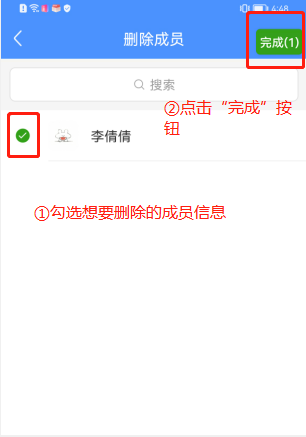 4:48
删除成员
完成(1)
搜索
②点击“完成”按
钮
李倩倩
①勾选想要删除的成员信息